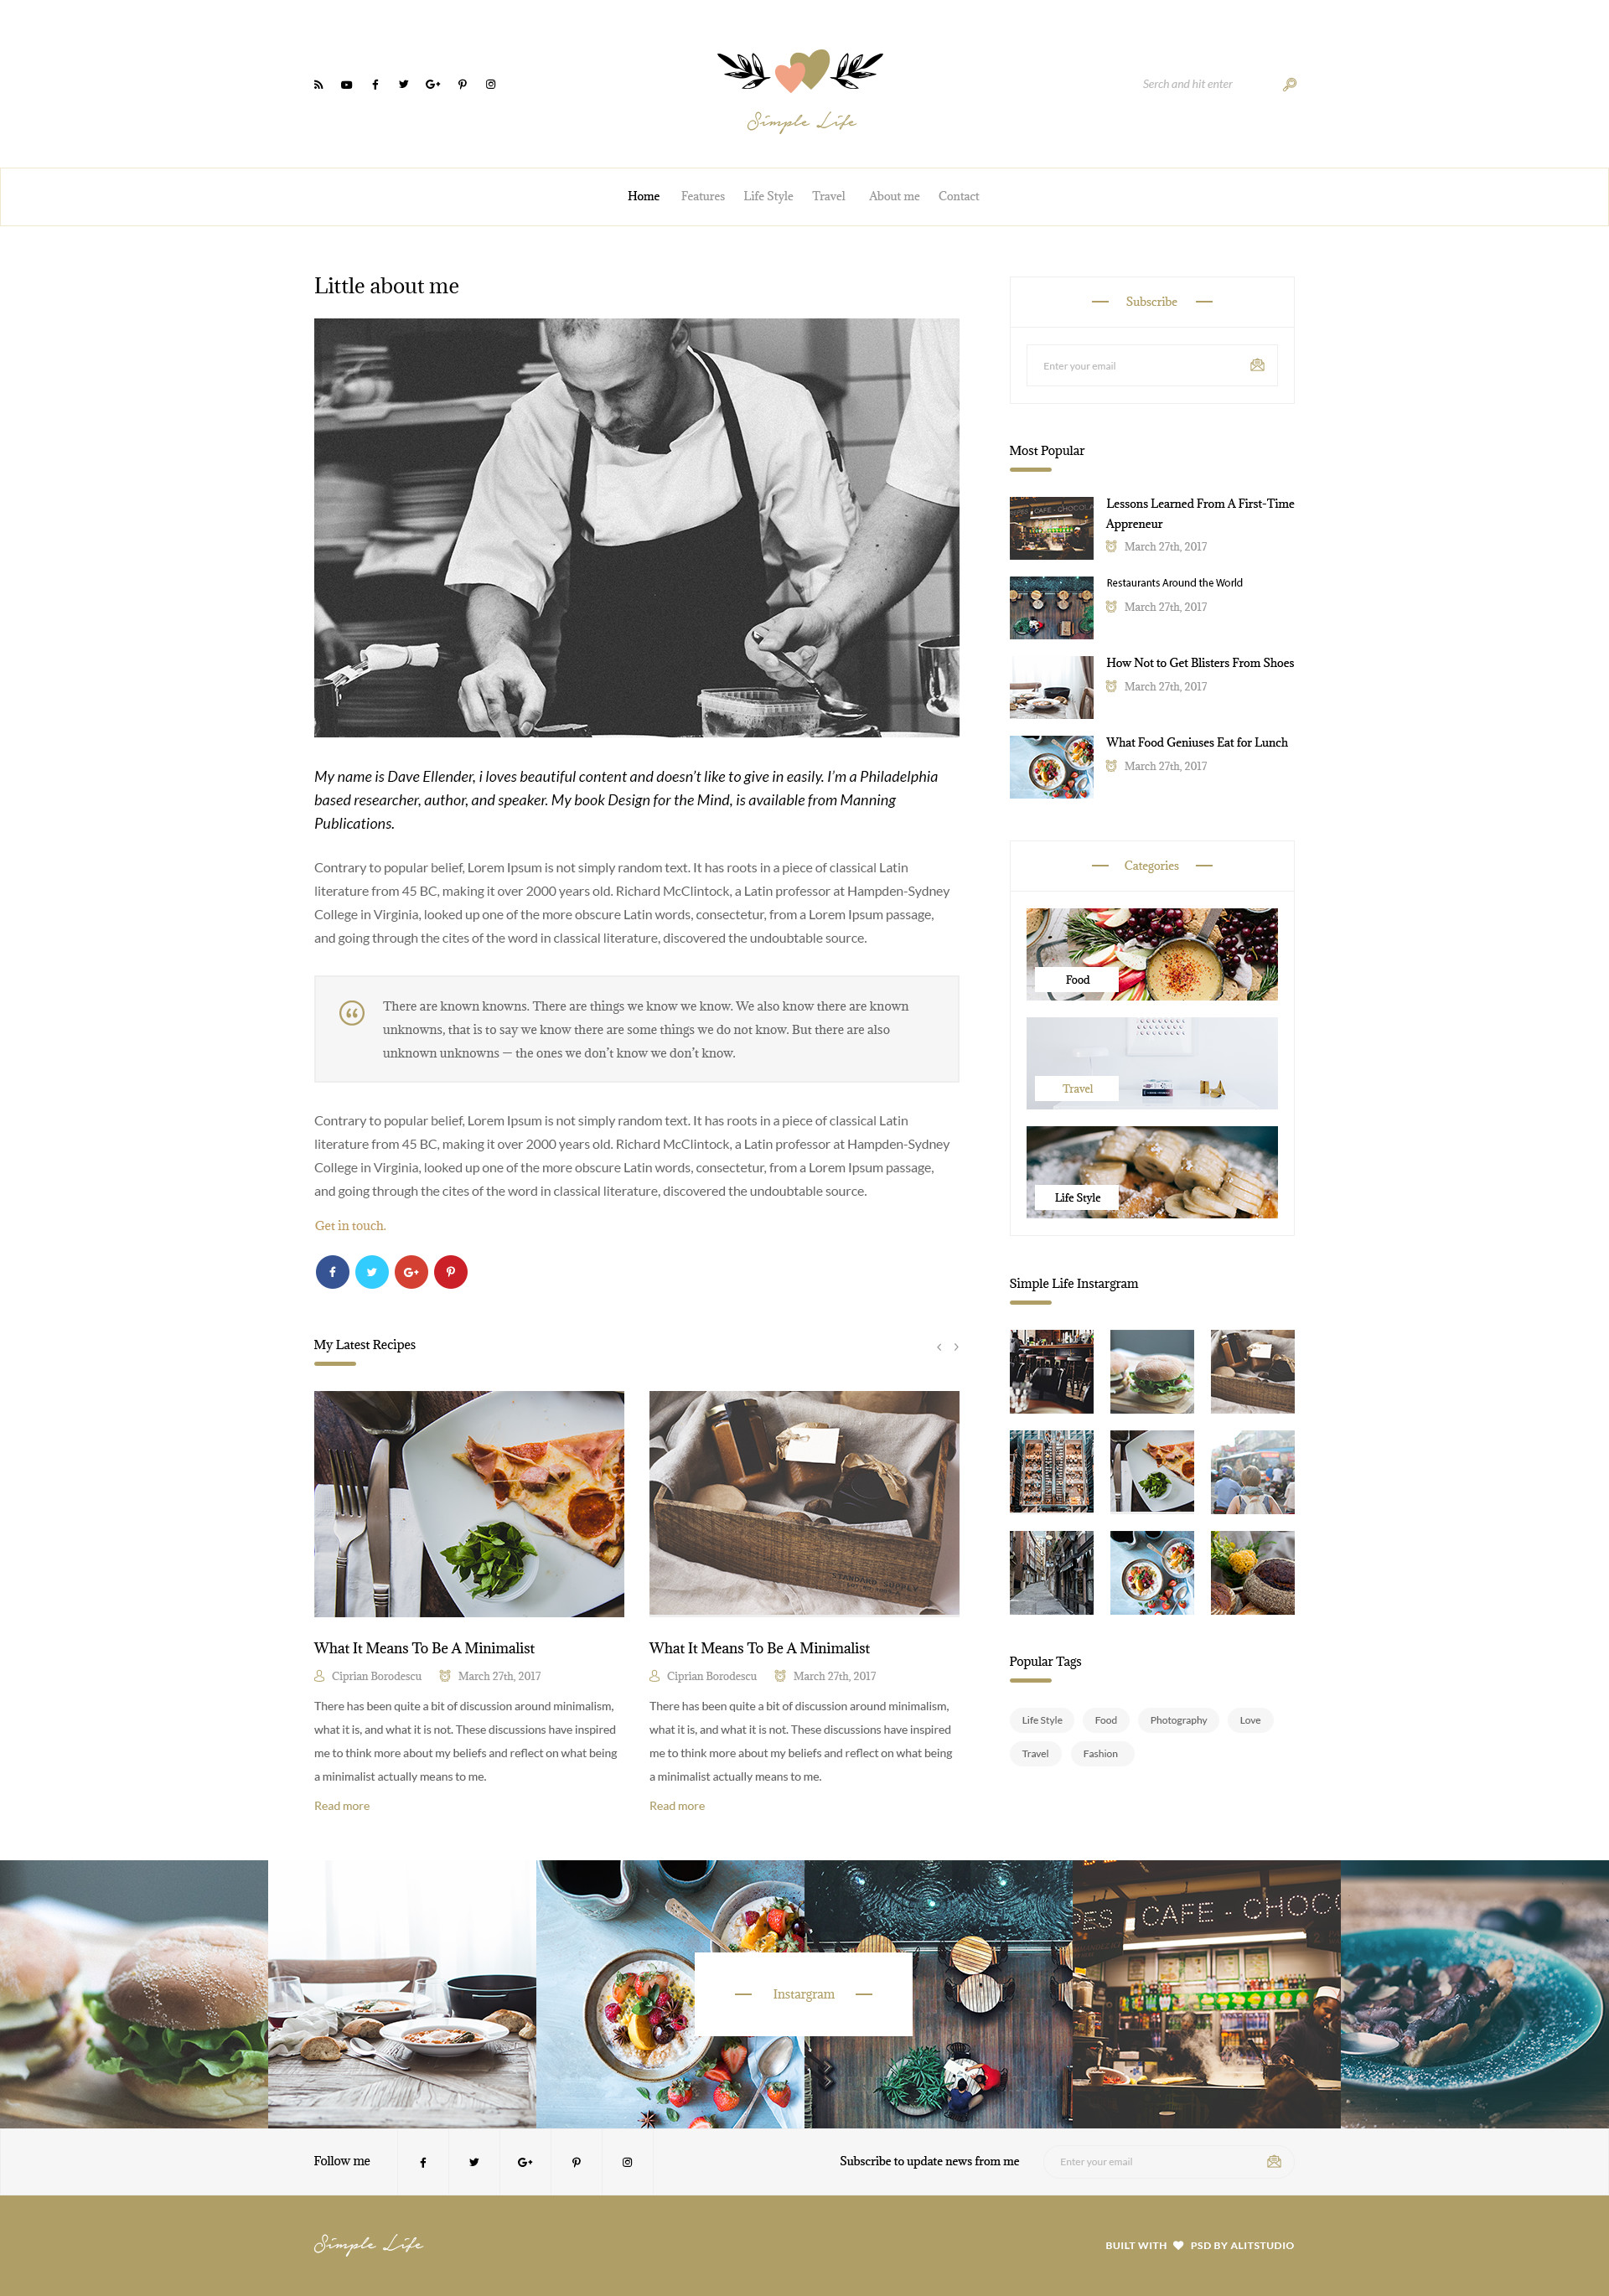 Serch and hit enter
Simple Life
Home Features Life Style Travel About me Contact
Little about me
My name is Dave Ellender, i loves beautiful content and doesn’t like to give in easily. I’m a Philadelphia
based researcher, author, and speaker. My book Design for the Mind, is available from Manning
Publications.
Contrary to popular belief, Lorem Ipsum is not simply random text. It has roots in a piece of classical Latin
literature from 45 BC, making it over 2000 years old. Richard McClintock, a Latin professor at Hampden-Sydney
College in Virginia, looked up one of the more obscure Latin words, consectetur, from a Lorem Ipsum passage,
and going through the cites of the word in classical literature, discovered the undoubtable source.
There are known knowns. There are things we know we know. We also know there are known
unknowns, that is to say we know there are some things we do not know. But there are also
unknown unknowns — the ones we don’t know we don’t know.
Contrary to popular belief, Lorem Ipsum is not simply random text. It has roots in a piece of classical Latin
literature from 45 BC, making it over 2000 years old. Richard McClintock, a Latin professor at Hampden-Sydney
College in Virginia, looked up one of the more obscure Latin words, consectetur, from a Lorem Ipsum passage,
and going through the cites of the word in classical literature, discovered the undoubtable source.
Get in touch.
My Latest Recipes
STANDARD SUPPLY
What It Means To Be A Minimalist
Ciprian Borodescu March 27th, 2017
There has been quite a bit of discussion around minimalism,
what it is, and what it is not. These discussions have inspired
me to think more about my beliefs and reflect on what being
a minimalist actually means to me.
Read more
What It Means To Be A Minimalist
Ciprian Borodescu March 27th, 2017
There has been quite a bit of discussion around minimalism,
what it is, and what it is not. These discussions have inspired
me to think more about my beliefs and reflect on what being
a minimalist actually means to me.
Read more
Subscribe
Enter your email
Most Popular
CAFE - CHOCOLA
Lessons Learned From A First-Time
Appreneur
March 27th, 2017
Restaurants Around the World
March 27th, 2017
How Not to Get Blisters From Shoes
March 27th, 2017
What Food Geniuses Eat for Lunch
March 27th, 2017
Categories
Food
Travel
Life Style
Simple Life Instargram
Popular Tags
Life Style Food Photography Love
Travel Fashion
PES CAFE - CHOCO
Instargram
Follow me
Subscribe to update news from me
Enter your email
Simple Life
BUILT WITH PSD BY ALITSTUDIO